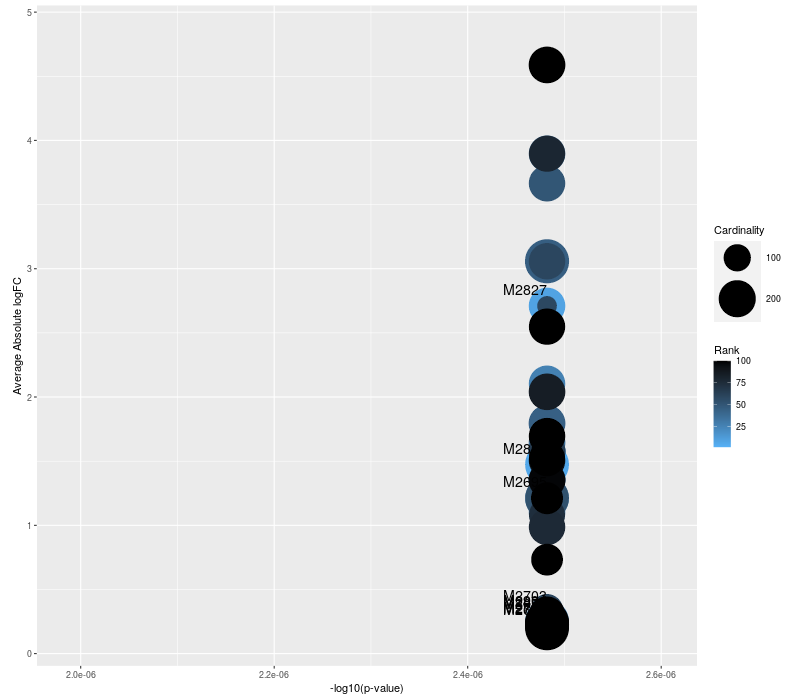 5
4
3
2
1
0
Average Absolute logFC
2.0e-06
2.2e-06
2.4e-06
2.6e-06
-log10(p-value)
M2827
M2703
Cardinality
100
200
Rank
100
75
50
25